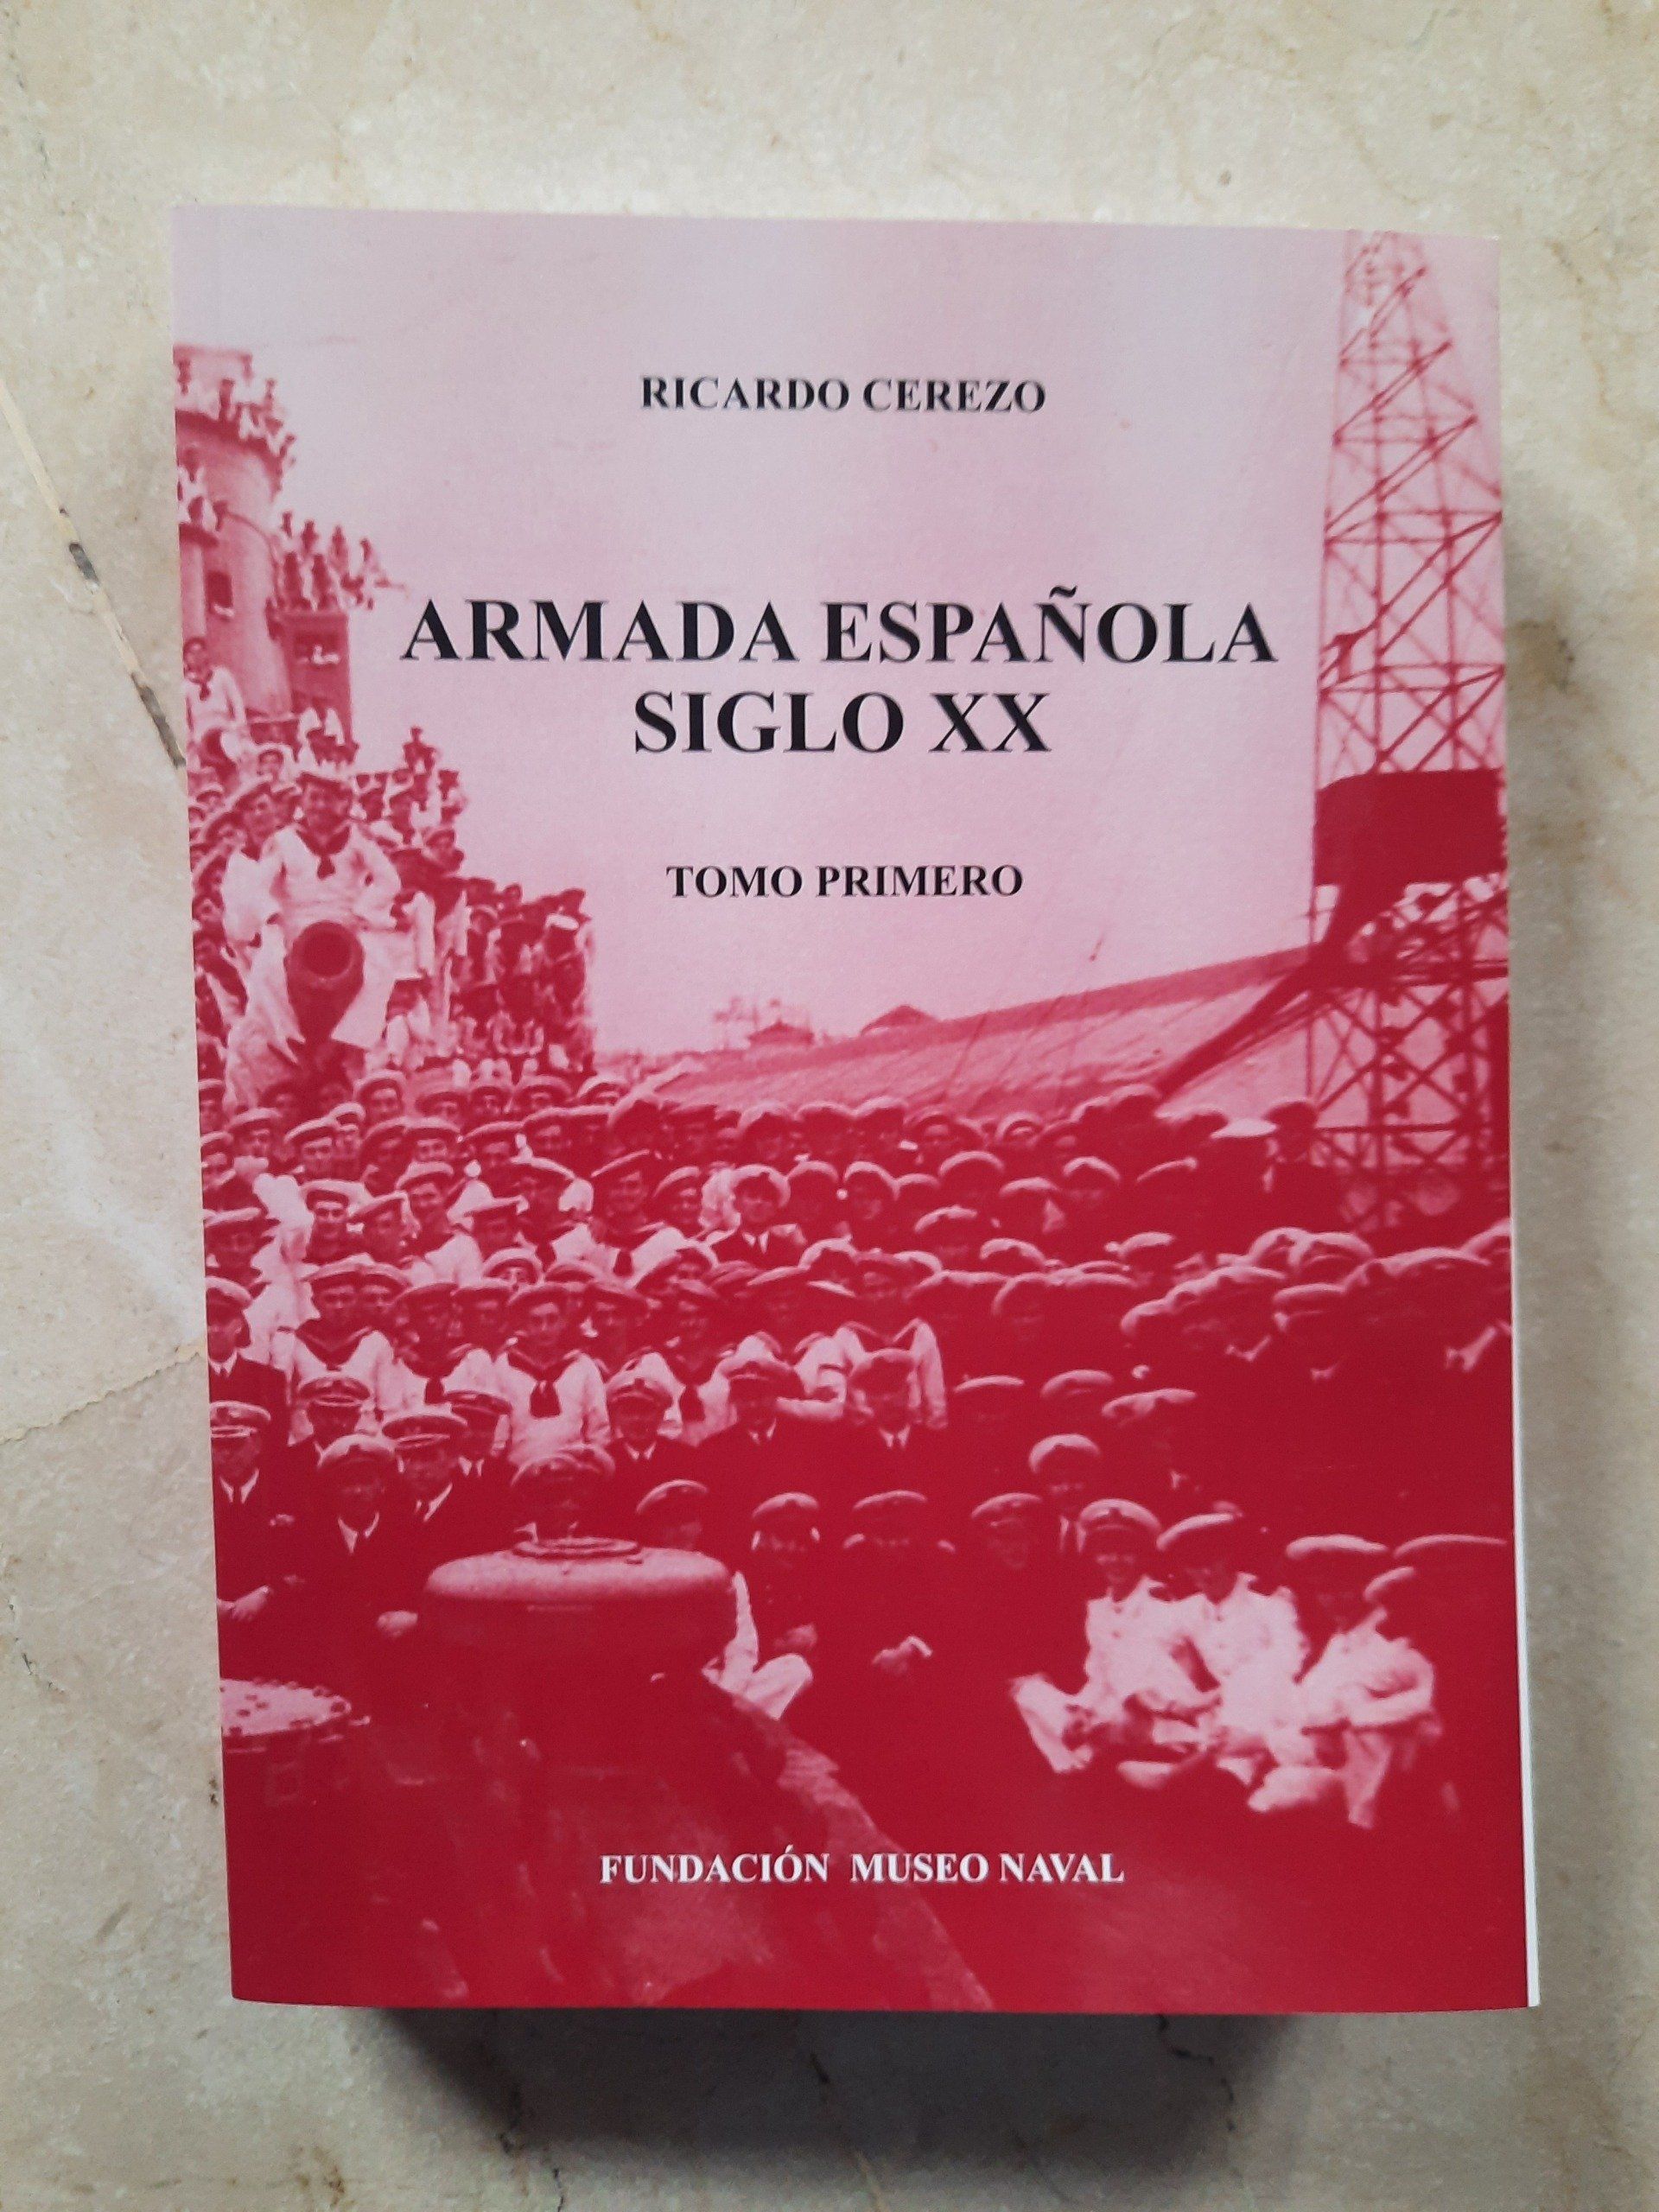 RICARDO CEREZO
ARMADA ESPAÑOLA
SIGLO XX
TOMO PRIMERO
FUNDACIÓN MUSEO NAVAL